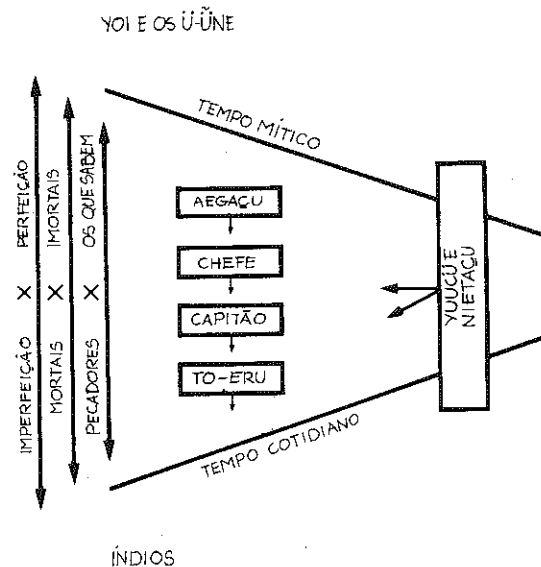 YOI E OS Ü-ŨNE
TEMPO MÍTICO
IMPERFEIÇÃO X PERFEIÇÃO
MORTAIS X IMORTAIS
PECADORES X OS QUE SABEM
AEGAÇU
CHEFE
CAPITÃO
TO-ERU
YUUCÜ E
NIETAÇU
TEMPO COTIDIANO
ÍNDIOS